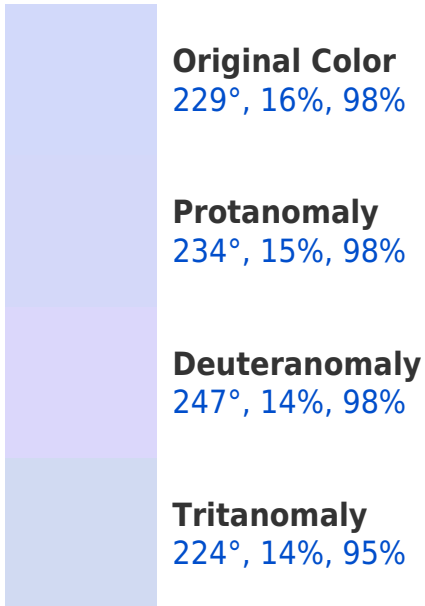 Original Color
229°, 16%, 98%
Protanomaly
234°, 15%, 98%
Deuteranomaly
247°, 14%, 98%
Tritanomaly
224°, 14%, 95%